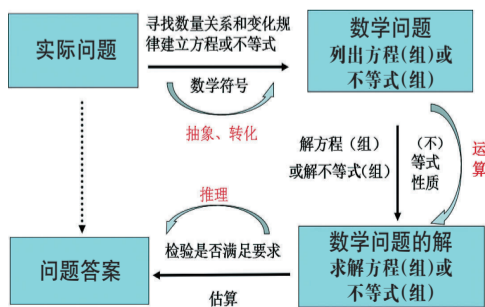 实际问题
寻找数量关系和变化规
律建立方程或不等式
数学符号
抽象、转化
数学问题
列出方程(组)或
不等式(组)
解方程（组）
或解不等式(组)
（不）
等式
性质
运
算
推理
检验是否满足要求
估算
数学问题的解
求解方程(组)或
不等式(组)
问题答案